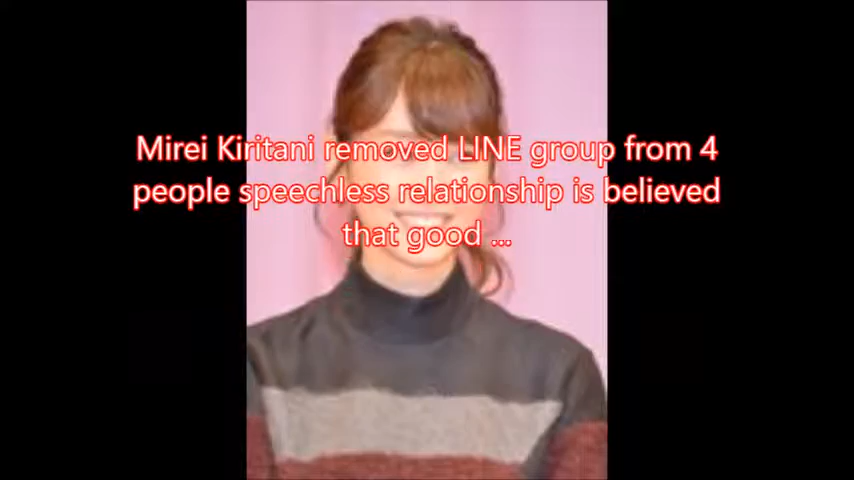 Mirei Kiritani removed LINE group from 4
people speechless relationship is believed
that good ...